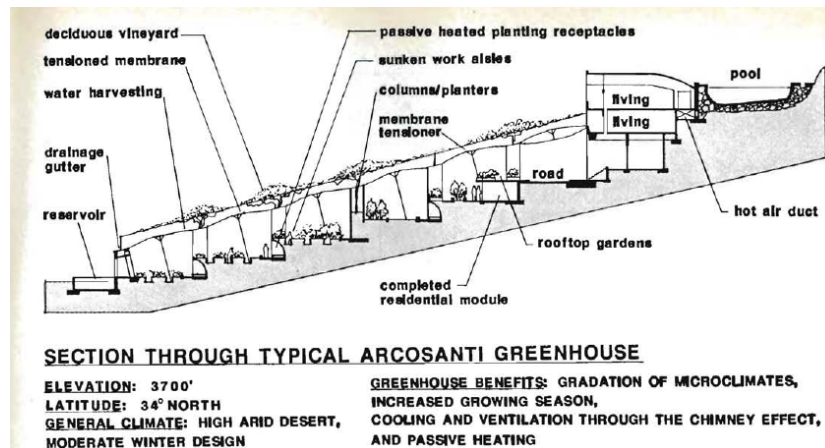 deciduous vineyard
tensioned membrane
water harvesting
drainage
gutter
reservoir
passive heated planting receptacles
sunken work aisles
columns/planters
membrane
tensioner
road
living
living
pool
hot air duct
rooftop gardens
completed
residential module
SECTION THROUGH TYPICAL ARCOSANTI GREENHOUSE
ELEVATION: 3700'
LATITUDE: 34° NORTH
GENERAL CLIMATE: HIGH ARID DESERT,
MODERATE WINTER DESIGN
GREENHOUSE BENEFITS: GRADATION OF MICROCLIMATES,
INCREASED GROWING SEASON,
COOLING AND VENTILATION THROUGH THE CHIMNEY EFFECT,
AND PASSIVE HEATING